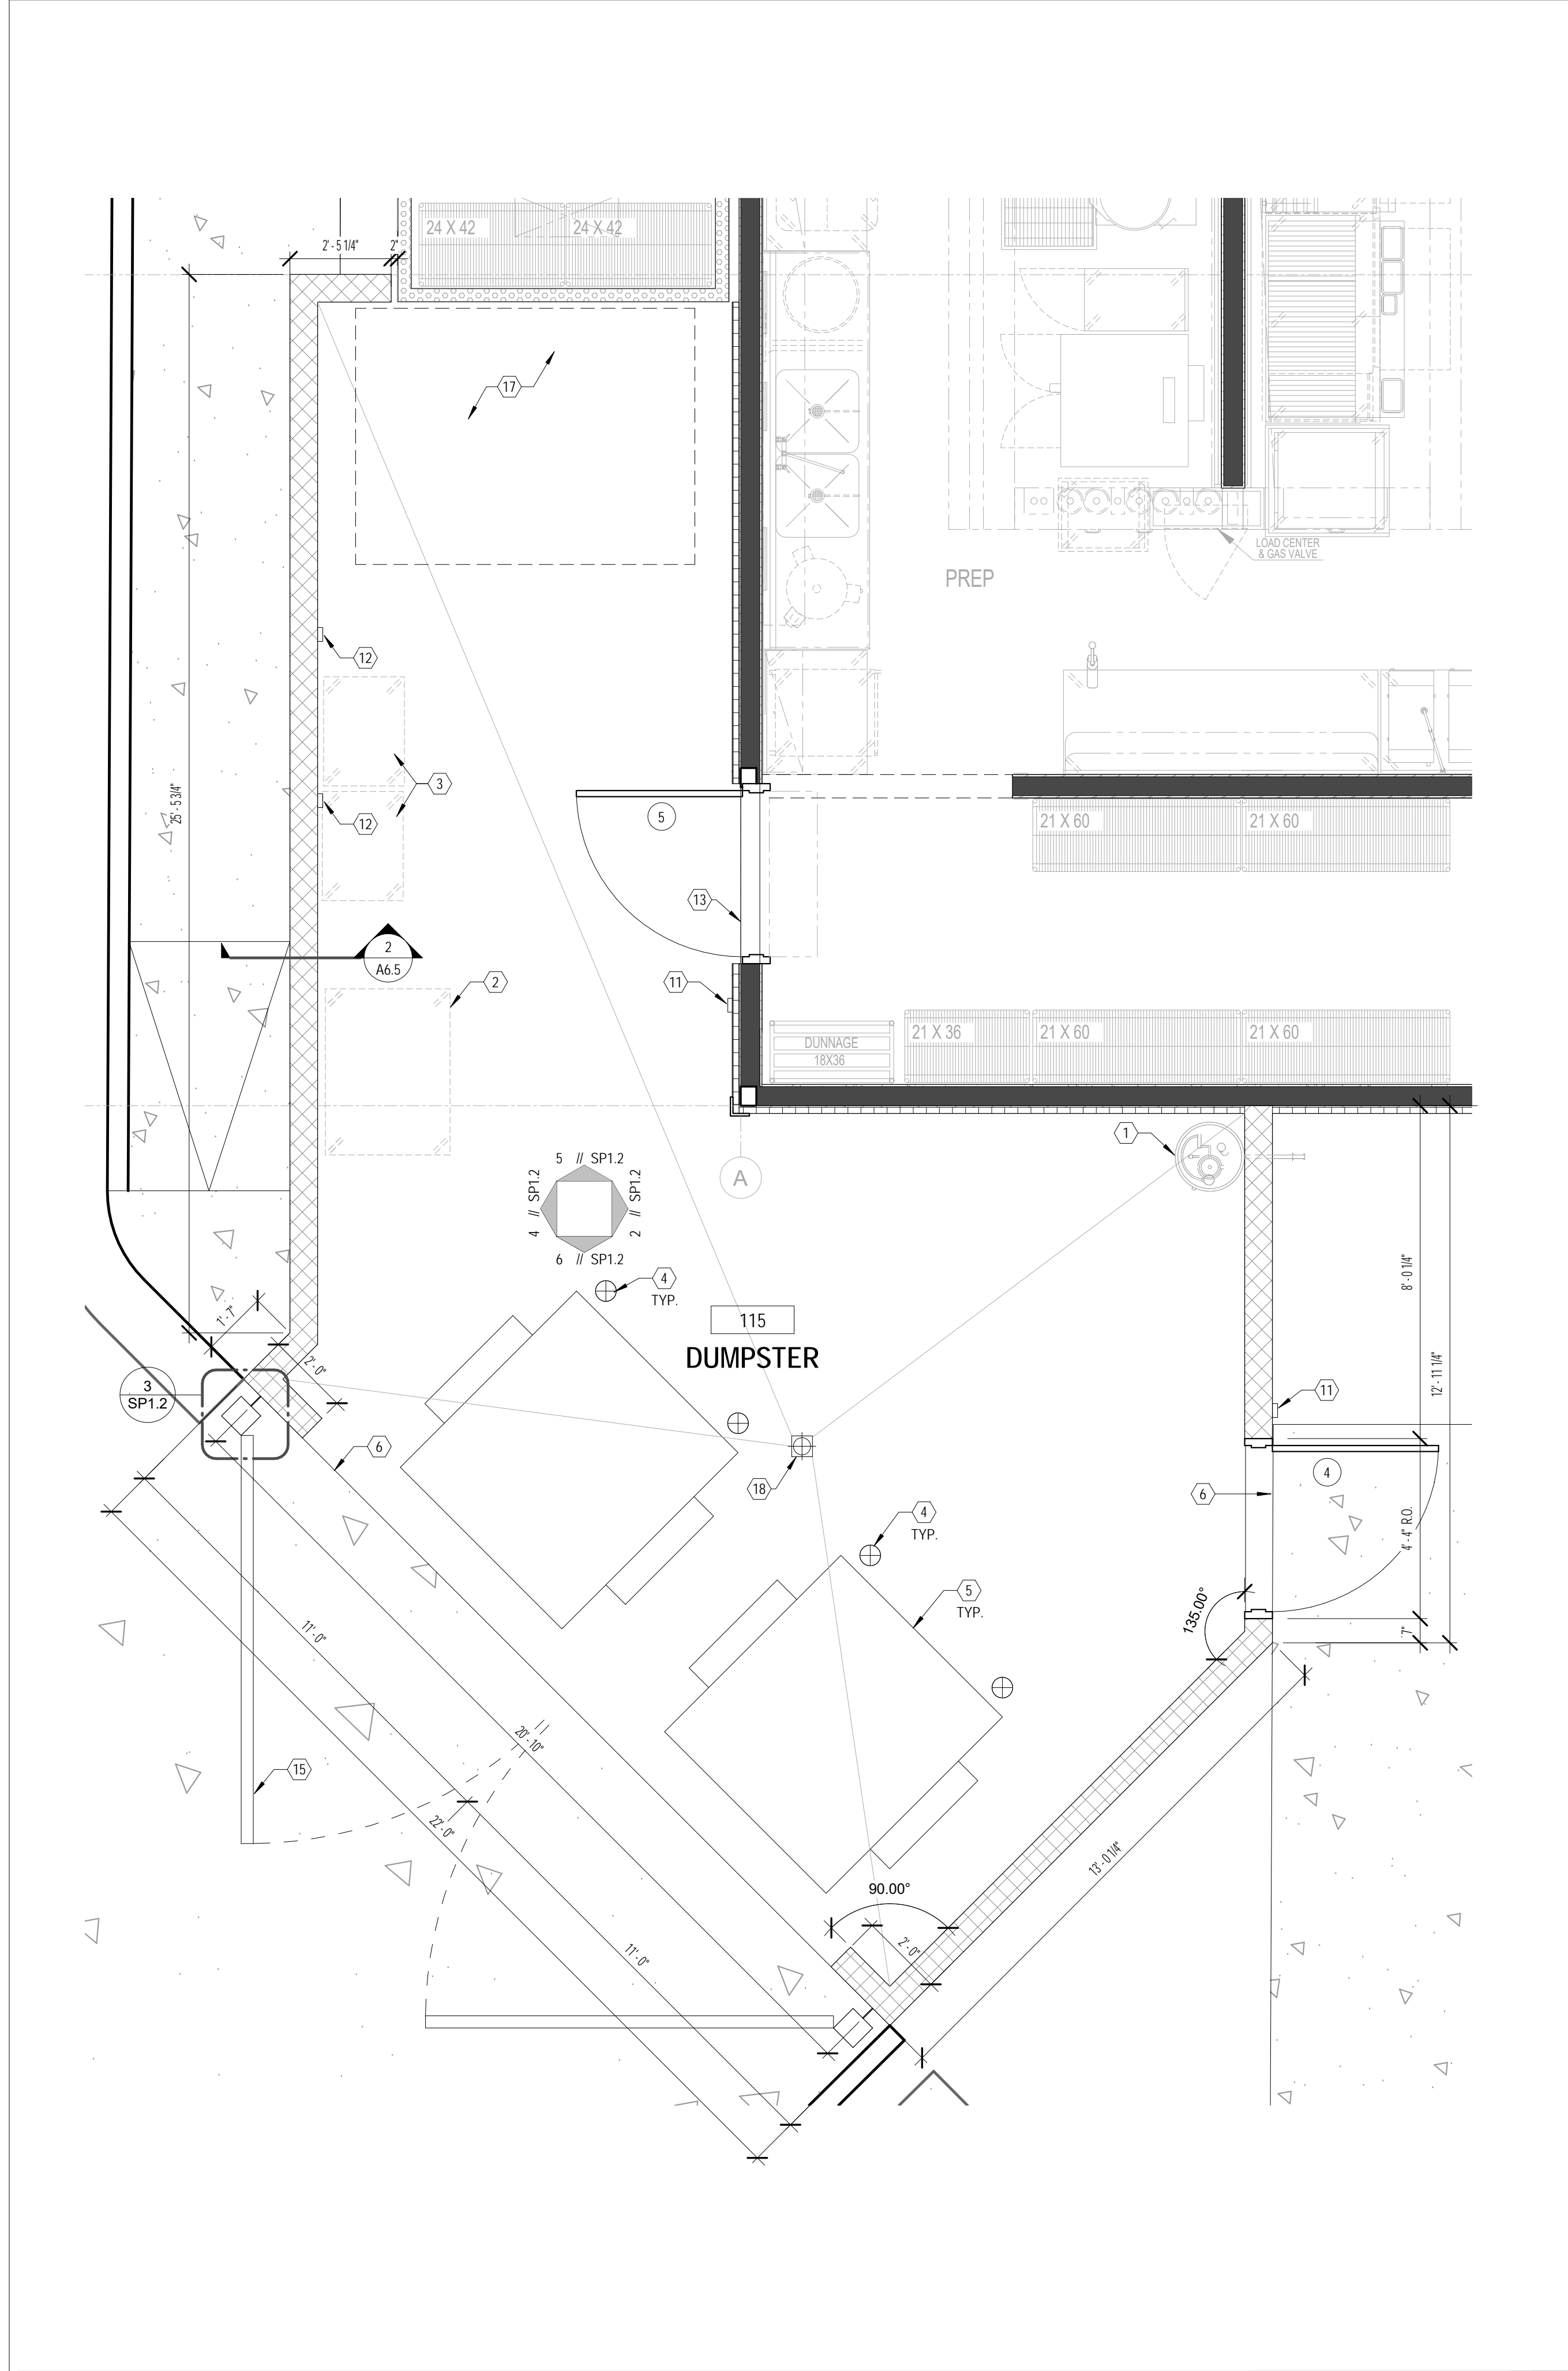 2' - 5 1/4"
2"
24 X 42
24 X 42
17
LOAD CENTER
& GAS VALVE
PREP
12
3
25' - 5 3/4"
12
5
21 X 60
21 X 60
13
2
A6.5
2
11
DUNNAGE
18X36
21 X 36
21 X 60
21 X 60
1
5 // SP1.2
4 // SP1.2
2 // SP1.2
6 // SP1.2
A
8' - 0 1/4"
4
TYP.
115
DUMPSTER
1' - 7"
2' - 0"
12' - 11 1/4"
3
SP1.2
11
6
4
18
6
4
TYP.
4' - 4" R.O.
5
TYP.
135.00°
7"
11' - 0"
20' - 10"
15
22' - 0"
13' - 0 1/4"
90.00°
2' - 0"
11' - 0"